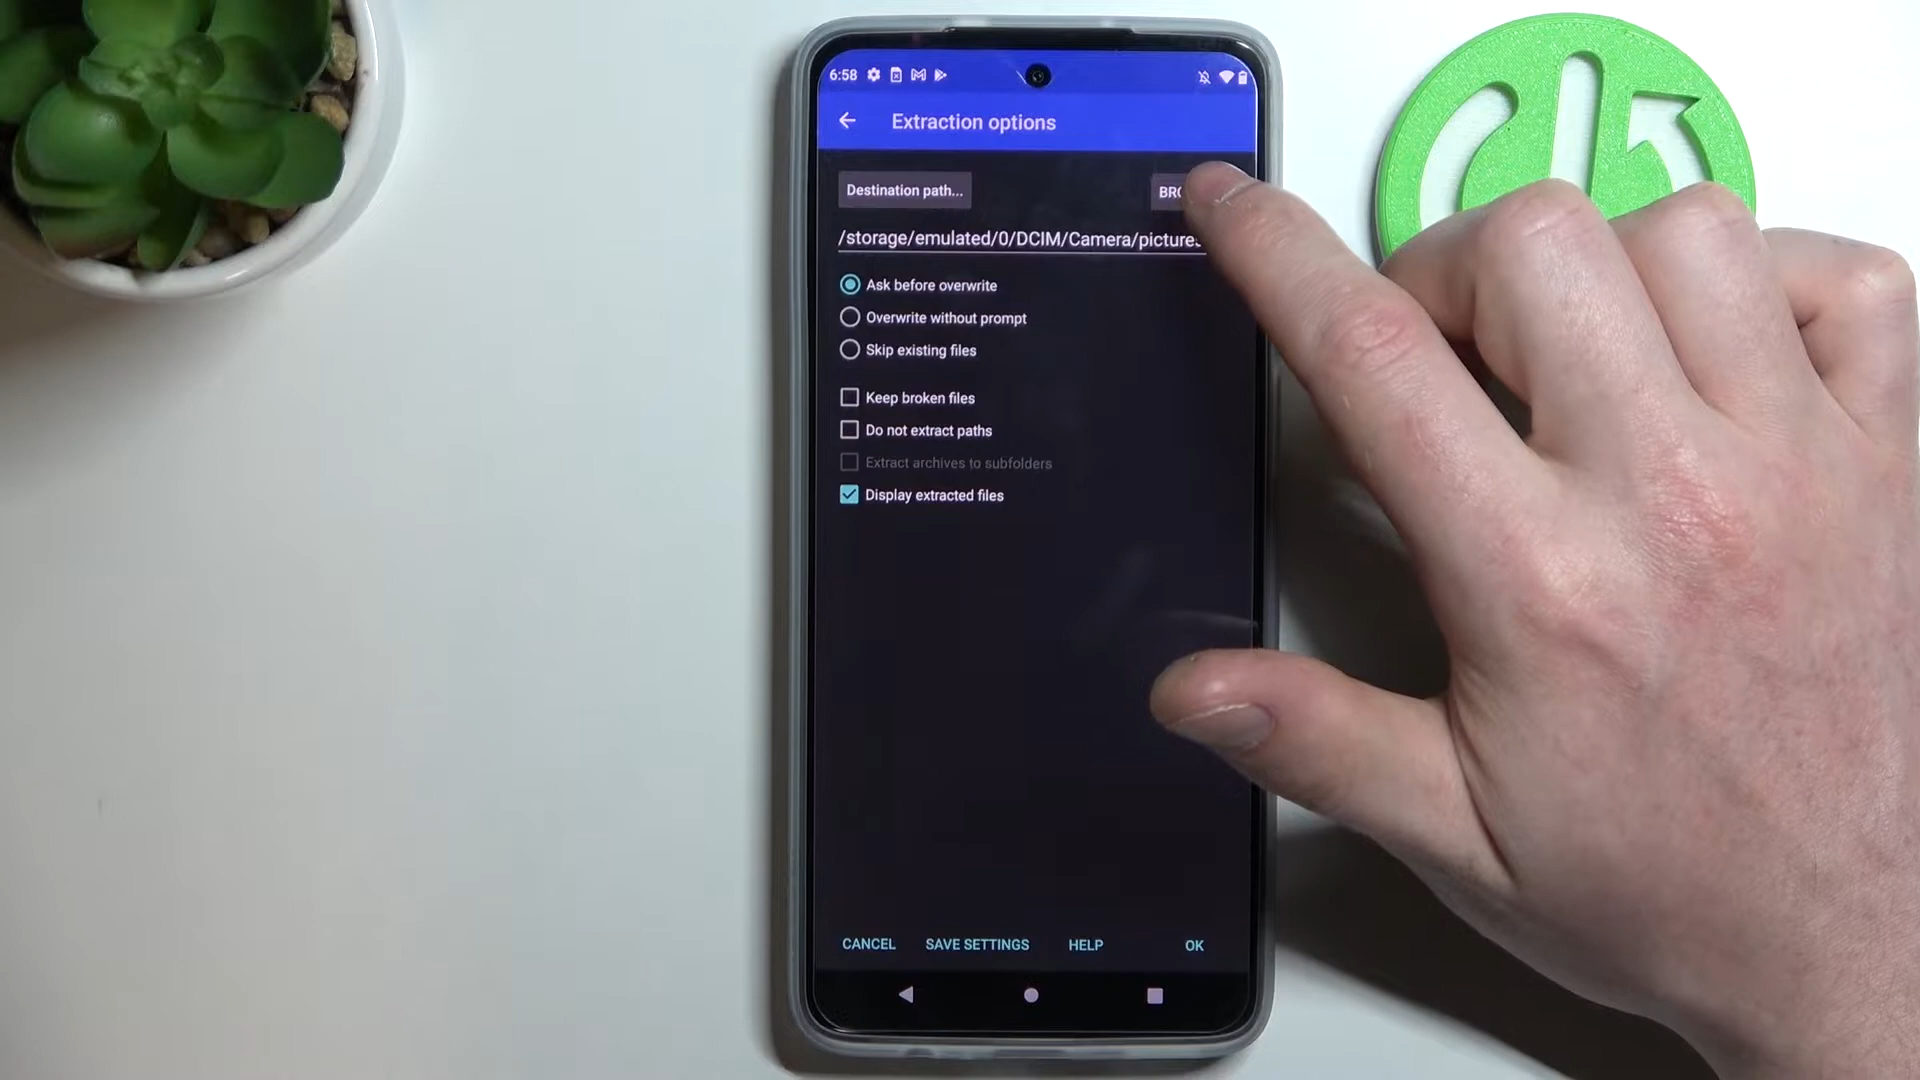 6:58
Extraction options
Destination path...
/storage/emulated/0/DCIM/Camera/pictures
Ask before overwrite
Overwrite without prompt
Skip existing files
Keep broken files
Do not extract paths
Extract archives to subfolders
Display extracted files
CANCEL SAVE SETTINGS HELP OK